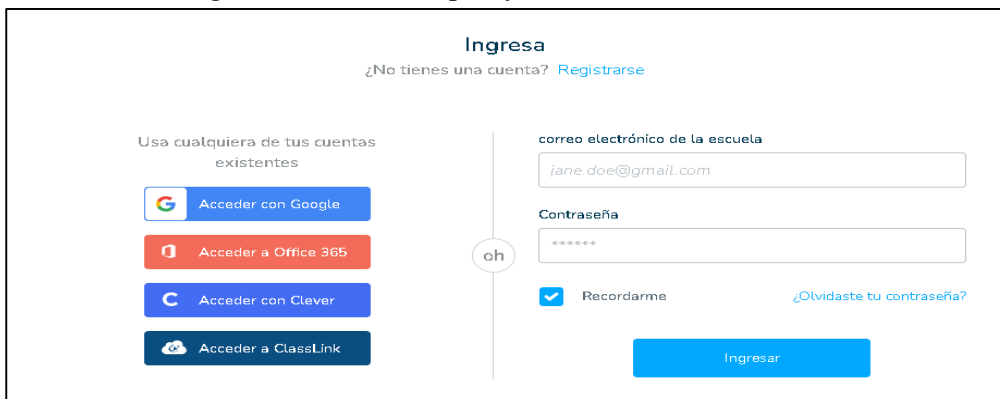 Ingresa
¿No tienes una cuenta? Registrarse
Usa cualquiera de tus cuentas
existentes
Acceder con Google
Acceder a Office 365
Acceder con Clever
Acceder a ClassLink
oh
correo electrónico de la escuela
jane.doe@gmail.com
Contraseña
******
Recordarme
¿Olvidaste tu contraseña?
Ingresar